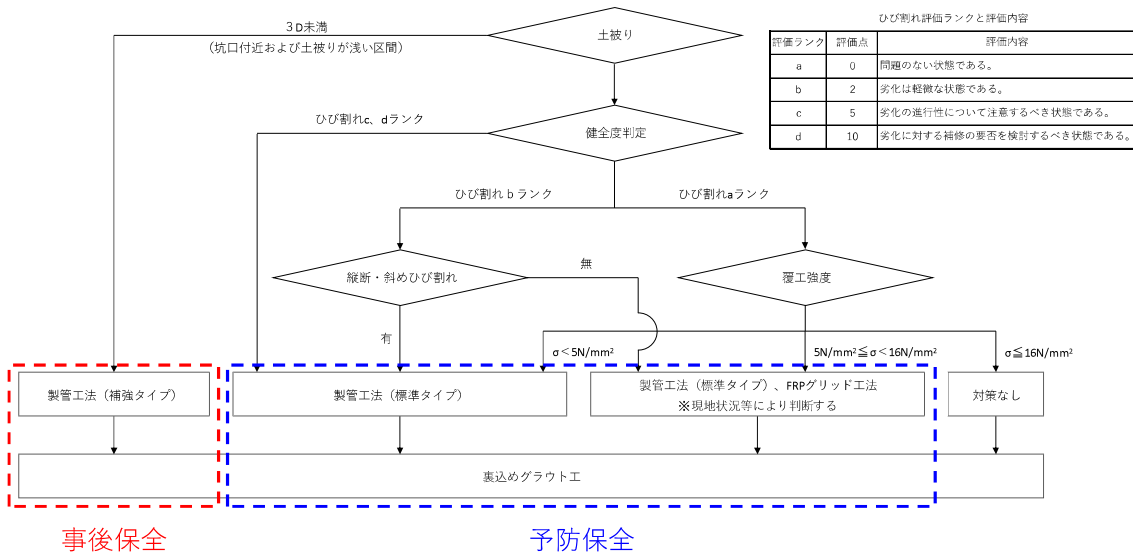 土被り
３D未満
（坑口付近および土被りが浅い区間）
ひび割れ評価ランクと評価内容
評価ランク 評価点 評価内容
a 0 問題のない状態である。
b 2 劣化は軽微な状態である。
c 5 劣化の進行性について注意するべき状態である。
d 10 劣化に対する補修の要否を検討するべき状態である。
ひび割れc、dランク
健全度判定
ひび割れｂランク
ひび割れaランク
縦断・斜めひび割れ
無
覆工強度
有
σ＜5N/mm²
5N/mm²≦σ＜16N/mm²
σ≦16N/mm²
製管工法（補強タイプ）
製管工法（標準タイプ）
製管工法（標準タイプ）、FRPグリッド工法
※現地状況等により判断する
対策なし
裏込めグラウト工
事後保全
予防保全